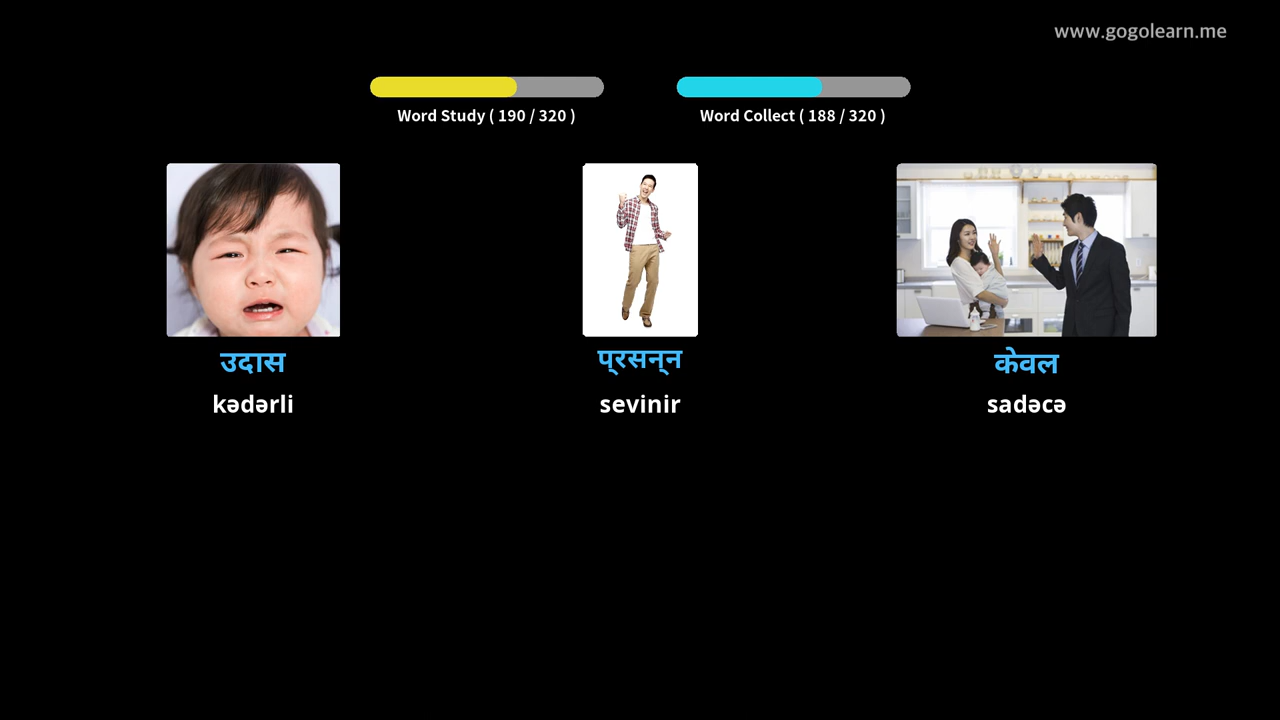 www.gogolearn.me
Word Study ( 190 / 320 )
Word Collect ( 188 / 320 )
उदास
प्रसन्न
केवल
kədərli
sevinir
sadəcə